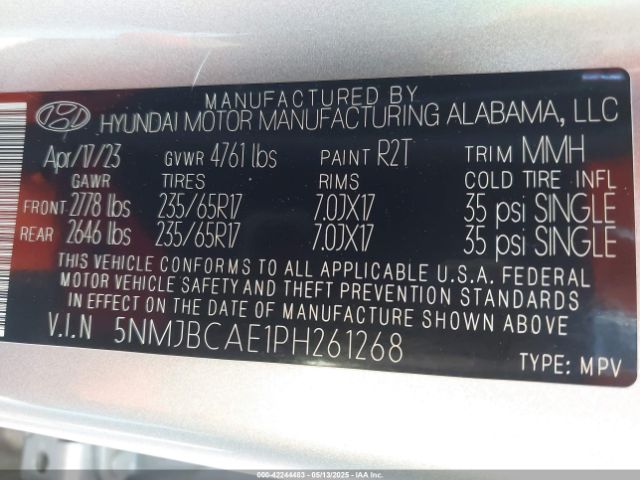 MANUFACTURED BY
HYUNDAI MOTOR MANUFACTURING ALABAMA, LLC
Apr/17/23 GVWR 4761 lbs PAINT R2T TRIM MMH
GAWR TIRES RIMS COLD TIRE INFL
FRONT 2778 lbs 235/65R17 7.0JX17 35 psi SINGLE
REAR 2646 lbs 235/65R17 7.0JX17 35 psi SINGLE
THIS VEHICLE CONFORMS TO ALL APPLICABLE U.S.A. FEDERAL
MOTOR VEHICLE SAFETY AND THEFT PREVENTION STANDARDS
IN EFFECT ON THE DATE OF MANUFACTURE SHOWN ABOVE.
V.I.N 5NMJBCAE1PH261268
TYPE: MPV
000-42244483 - 05/13/2025 - IAAI, Inc.